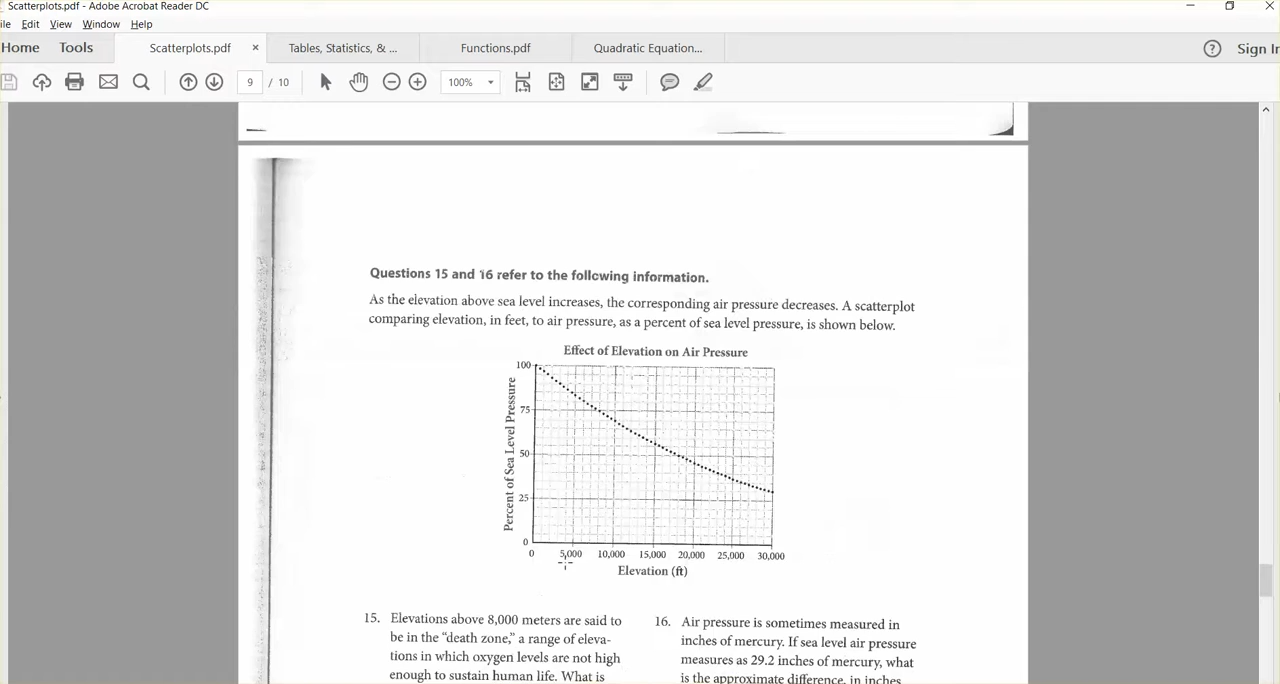 Scatterplots.pdf - Adobe Acrobat Reader DC
ile Edit View Window Help
Home Tools Scatterplots.pdf × Tables, Statistics, & ... Functions.pdf Quadratic Equation... ? Sign In
9 / 10 100%
Questions 15 and 16 refer to the following information.
As the elevation above sea level increases, the corresponding air pressure decreases. A scatterplot
comparing elevation, in feet, to air pressure, as a percent of sea level pressure, is shown below.
Effect of Elevation on Air Pressure
Percent of Sea Level Pressure
100
75
50
25
0
0 5,000 10,000 15,000 20,000 25,000 30,000
Elevation (ft)
15. Elevations above 8,000 meters are said to
be in the “death zone,” a range of eleva-
tions in which oxygen levels are not high
enough to sustain human life. What is
16. Air pressure is sometimes measured in
inches of mercury. If sea level air pressure
measures as 29.2 inches of mercury, what
is the approximate difference, in inches